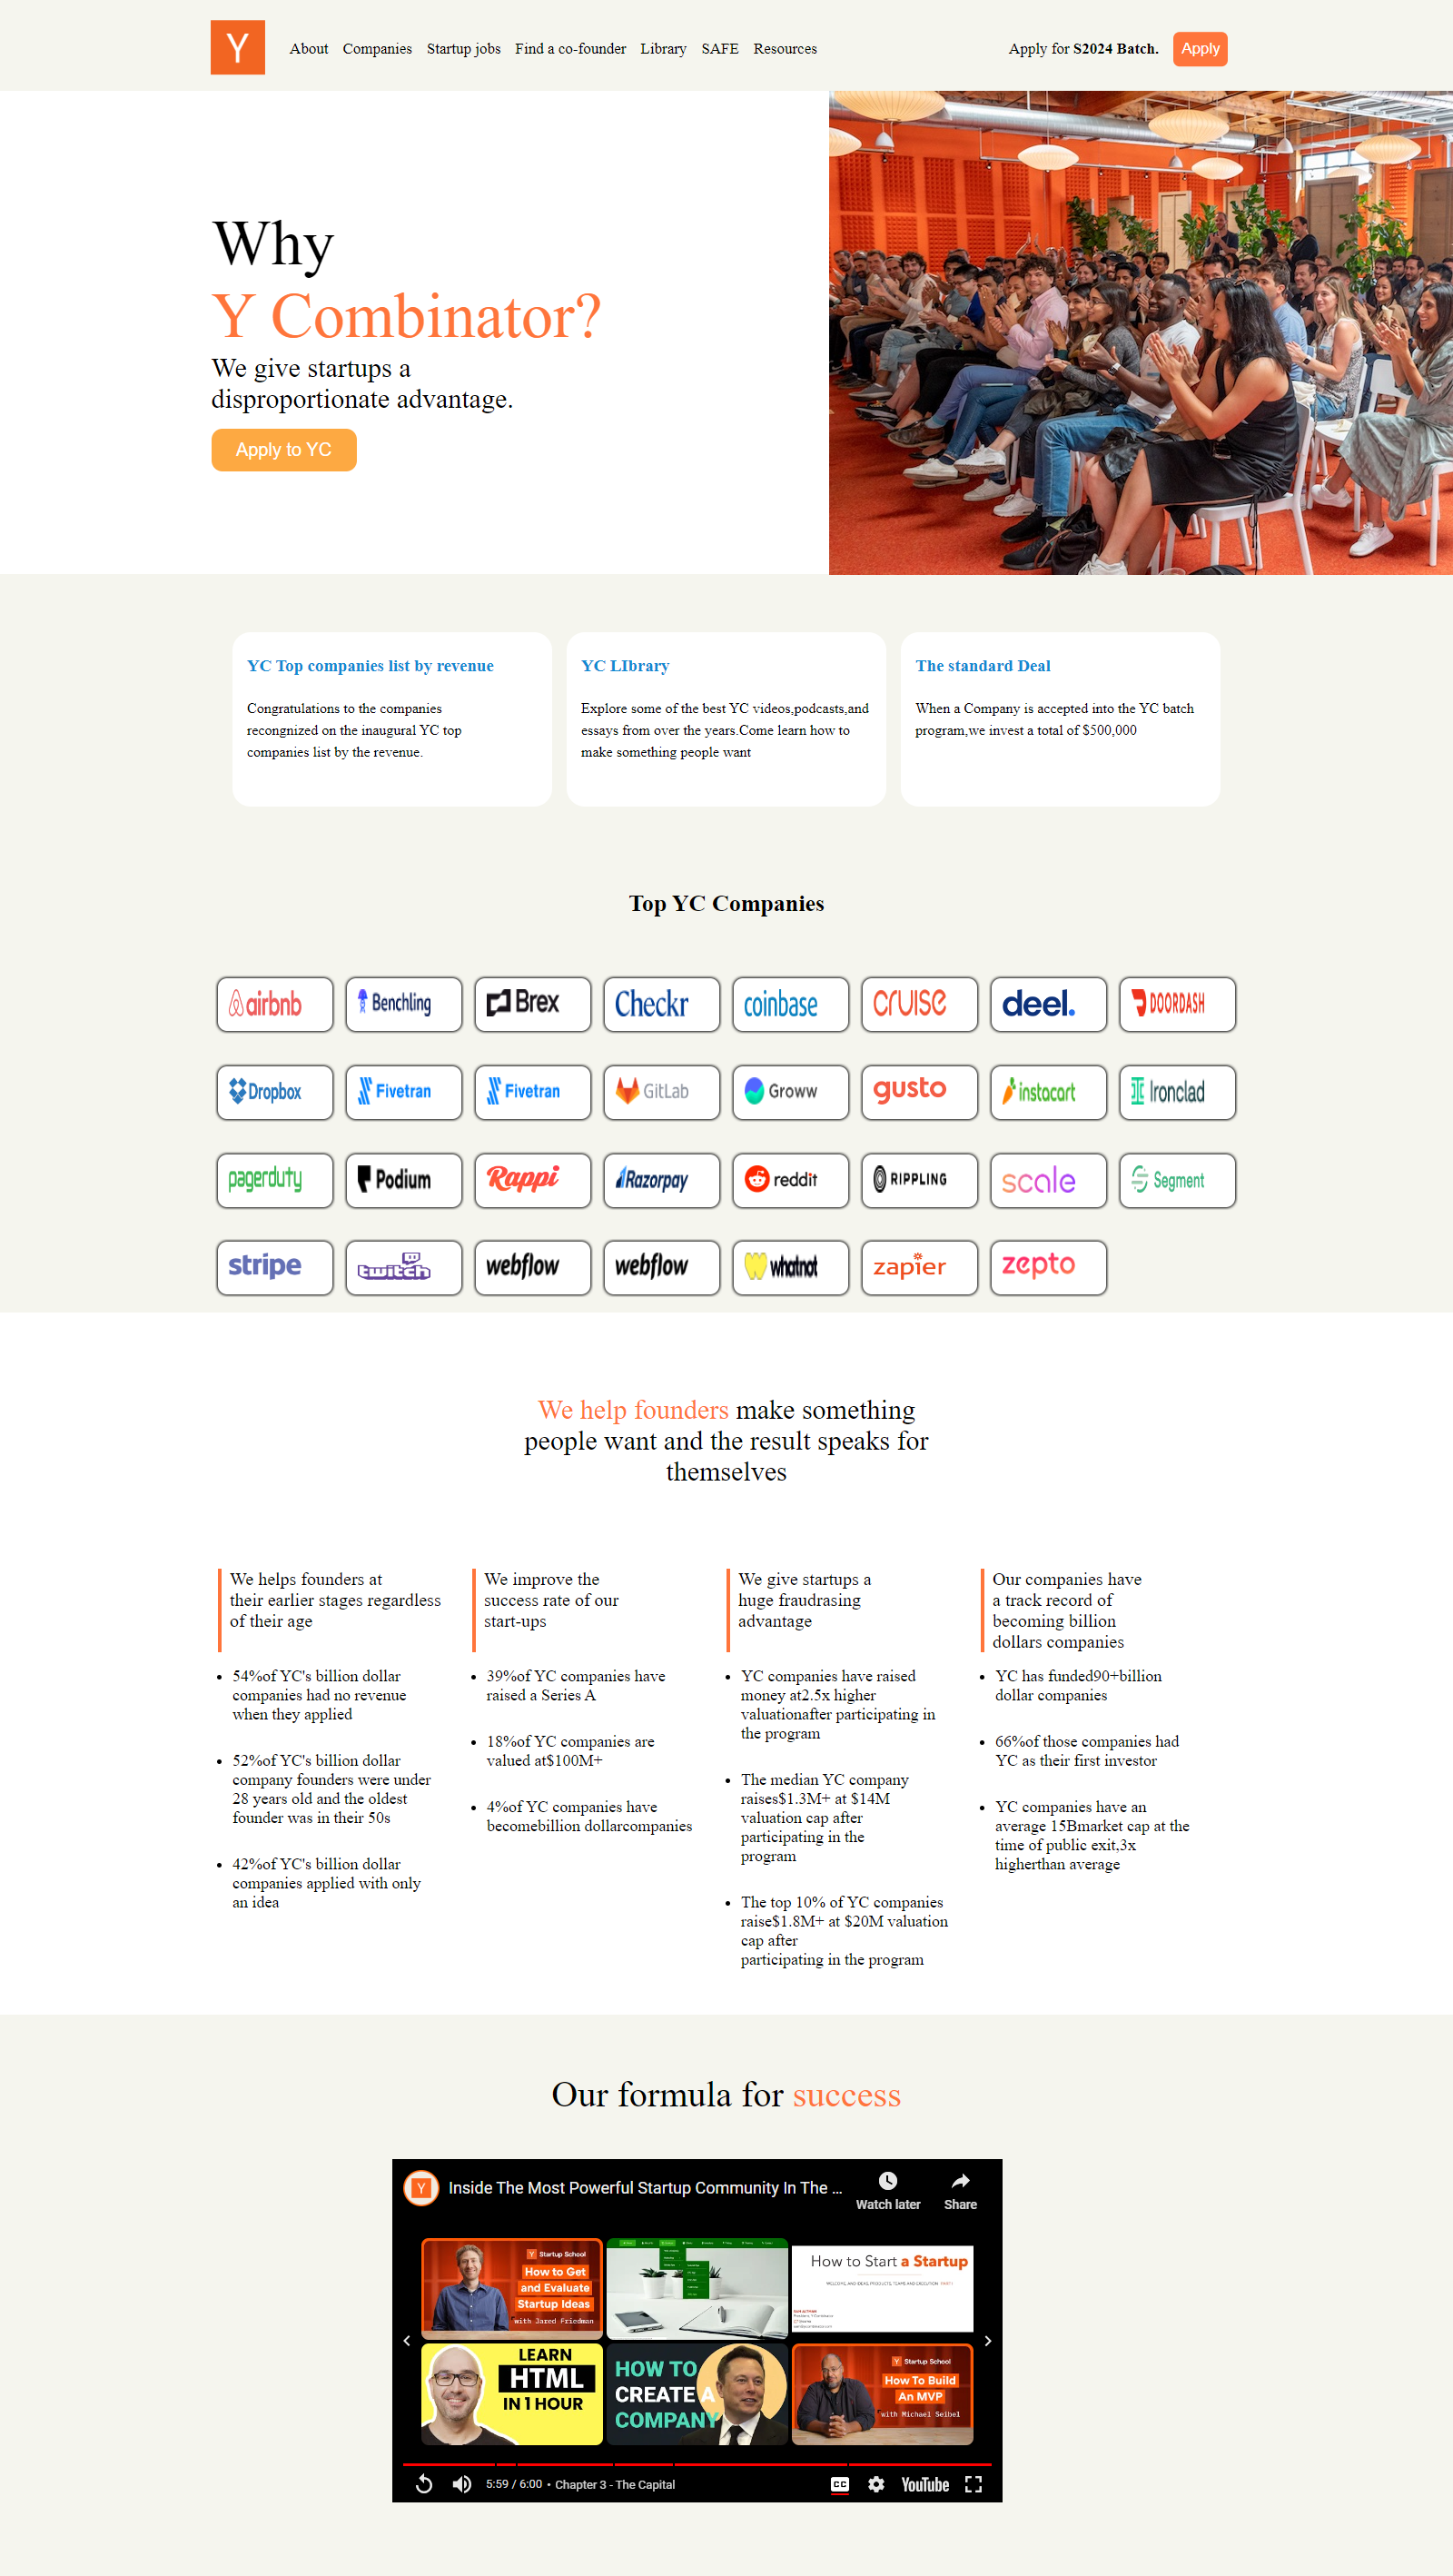 Y
About Companies Startup jobs Find a co-founder Library SAFE Resources
Apply for S2024 Batch. Apply
Why
Y Combinator?
We give startups a
disproportionate advantage.
Apply to YC
YC Top companies list by revenue
Congratulations to the companies
recongnized on the inaugural YC top
companies list by the revenue.
YC LIbrary
Explore some of the best YC videos,podcasts,and
essays from over the years.Come learn how to
make something people want
The standard Deal
When a Company is accepted into the YC batch
program,we invest a total of $500,000
Top YC Companies
airbnb Benchling Brex Checkr coinbase cruise deel. DOORDASH
Dropbox Fivetran Fivetran GitLab Groww gusto instacart Ironclad
pagerduty Podium Rappi Razorpay reddit RIPPLING scale Segment
stripe twitch webflow webflow whatnot zapier zepto
We help founders make something
people want and the result speaks for
themselves
We helps founders at
their earlier stages regardless
of their age
54%of YC's billion dollar
companies had no revenue
when they applied
52%of YC's billion dollar
company founders were under
28 years old and the oldest
founder was in their 50s
42%of YC's billion dollar
companies applied with only
an idea
We improve the
success rate of our
start-ups
39%of YC companies have
raised a Series A
18%of YC companies are
valued at$100M+
4%of YC companies have
becomebillion dollarcompanies
We give startups a
huge fraudrasing
advantage
YC companies have raised
money at2.5x higher
valuationafter participating in
the program
The median YC company
raises$1.3M+ at $14M
valuation cap after
participating in the
program
The top 10% of YC companies
raise$1.8M+ at $20M valuation
cap after
participating in the program
Our companies have
a track record of
becoming billion
dollars companies
YC has funded90+billion
dollar companies
66%of those companies had
YC as their first investor
YC companies have an
average 15Bmarket cap at the
time of public exit,3x
higherthan average
Our formula for success
Y
Inside The Most Powerful Startup Community In The ...
Watch later
Share
Y Startup School
How to Get
and Evaluate
Startup Ideas
with Jared Friedman
How to Start a Startup
LEARN
HTML
IN 1 HOUR
HOW TO
CREATE A
COMPANY
Y Startup School
How To Build
An MVP
with Michael Seibel
5:59 / 6:00 • Chapter 3 - The Capital
CC
YouTube